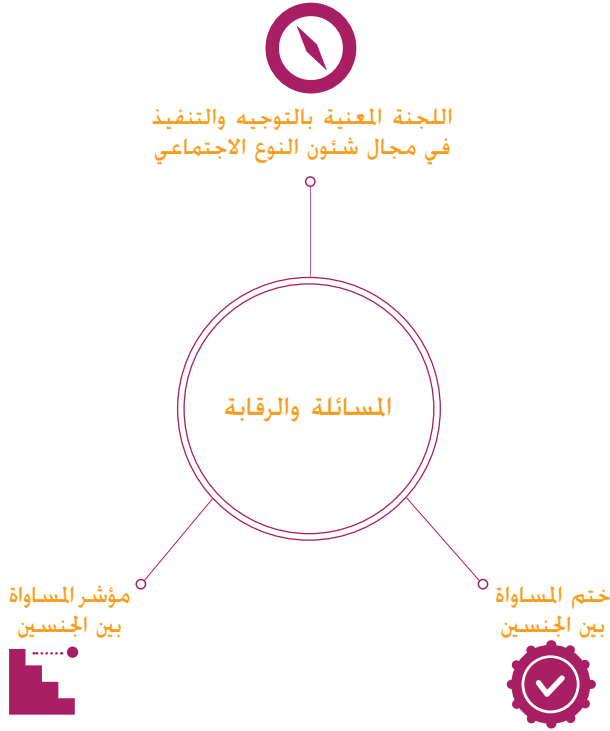 اللجنة المعنية بالتوجيه والتنفيذ
في مجال شئون النوع الاجتماعي
المسائلة والرقابة
ختم المساواة
بين الجنسين
مؤشر المساواة
بين الجنسين